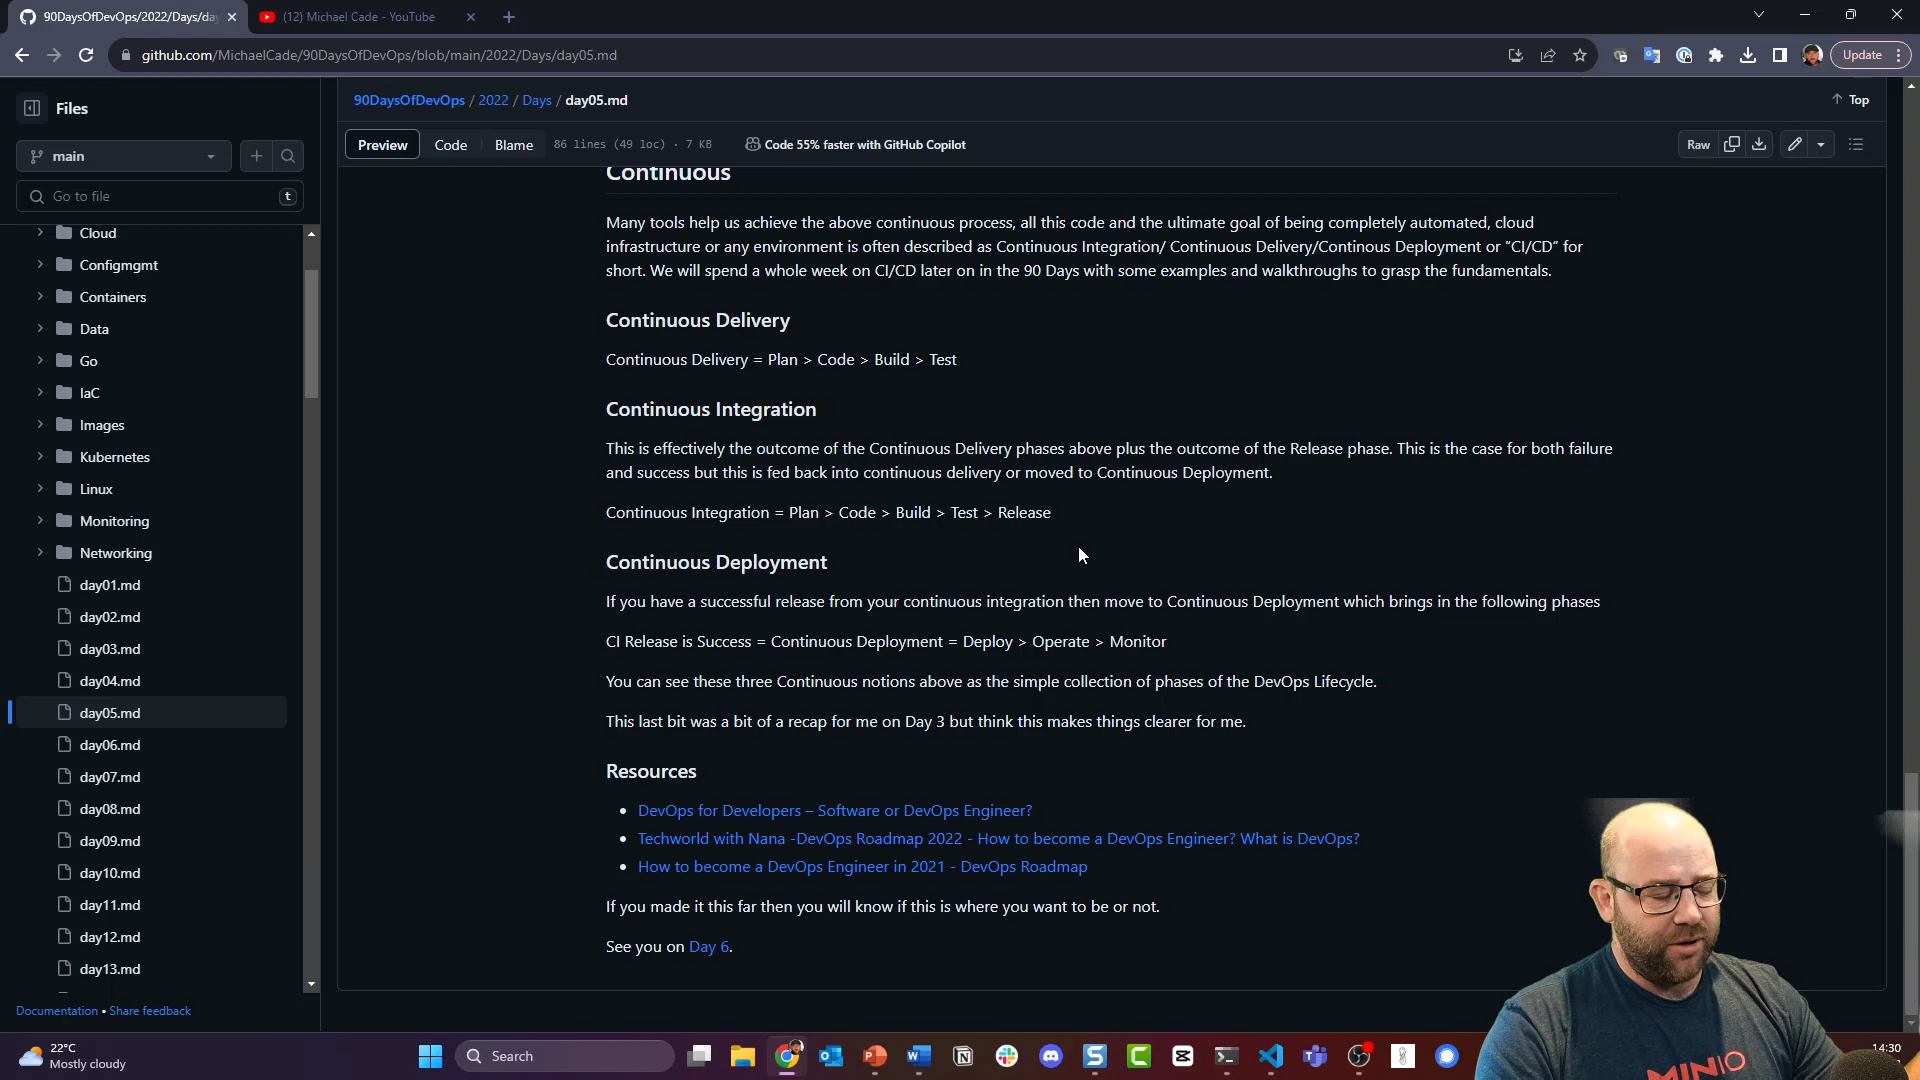 90DaysOfDevOps/2022/Days/da
(12) Michael Cade - YouTube
github.com/MichaelCade/90DaysOfDevOps/blob/main/2022/Days/day05.md
Update
Files
main
Go to file
t
Cloud
Configmgmt
Containers
Data
Go
IaC
Images
Kubernetes
Linux
Monitoring
Networking
day01.md
day02.md
day03.md
day04.md
day05.md
day06.md
day07.md
day08.md
day09.md
day10.md
day11.md
day12.md
day13.md
Documentation • Share feedback
90DaysOfDevOps / 2022 / Days / day05.md
Top
Preview
Code
Blame
86 lines (49 loc) · 7 KB
Code 55% faster with GitHub Copilot
Raw
Continuous
Many tools help us achieve the above continuous process, all this code and the ultimate goal of being completely automated, cloud
infrastructure or any environment is often described as Continuous Integration/ Continuous Delivery/Continous Deployment or “CI/CD” for
short. We will spend a whole week on CI/CD later on in the 90 Days with some examples and walkthroughs to grasp the fundamentals.
Continuous Delivery
Continuous Delivery = Plan > Code > Build > Test
Continuous Integration
This is effectively the outcome of the Continuous Delivery phases above plus the outcome of the Release phase. This is the case for both failure
and success but this is fed back into continuous delivery or moved to Continuous Deployment.
Continuous Integration = Plan > Code > Build > Test > Release
Continuous Deployment
If you have a successful release from your continuous integration then move to Continuous Deployment which brings in the following phases
CI Release is Success = Continuous Deployment = Deploy > Operate > Monitor
You can see these three Continuous notions above as the simple collection of phases of the DevOps Lifecycle.
This last bit was a bit of a recap for me on Day 3 but think this makes things clearer for me.
Resources
DevOps for Developers – Software or DevOps Engineer?
Techworld with Nana -DevOps Roadmap 2022 - How to become a DevOps Engineer? What is DevOps?
How to become a DevOps Engineer in 2021 - DevOps Roadmap
If you made it this far then you will know if this is where you want to be or not.
See you on Day 6.
22°C
Mostly cloudy
Search
14:30
MINIO